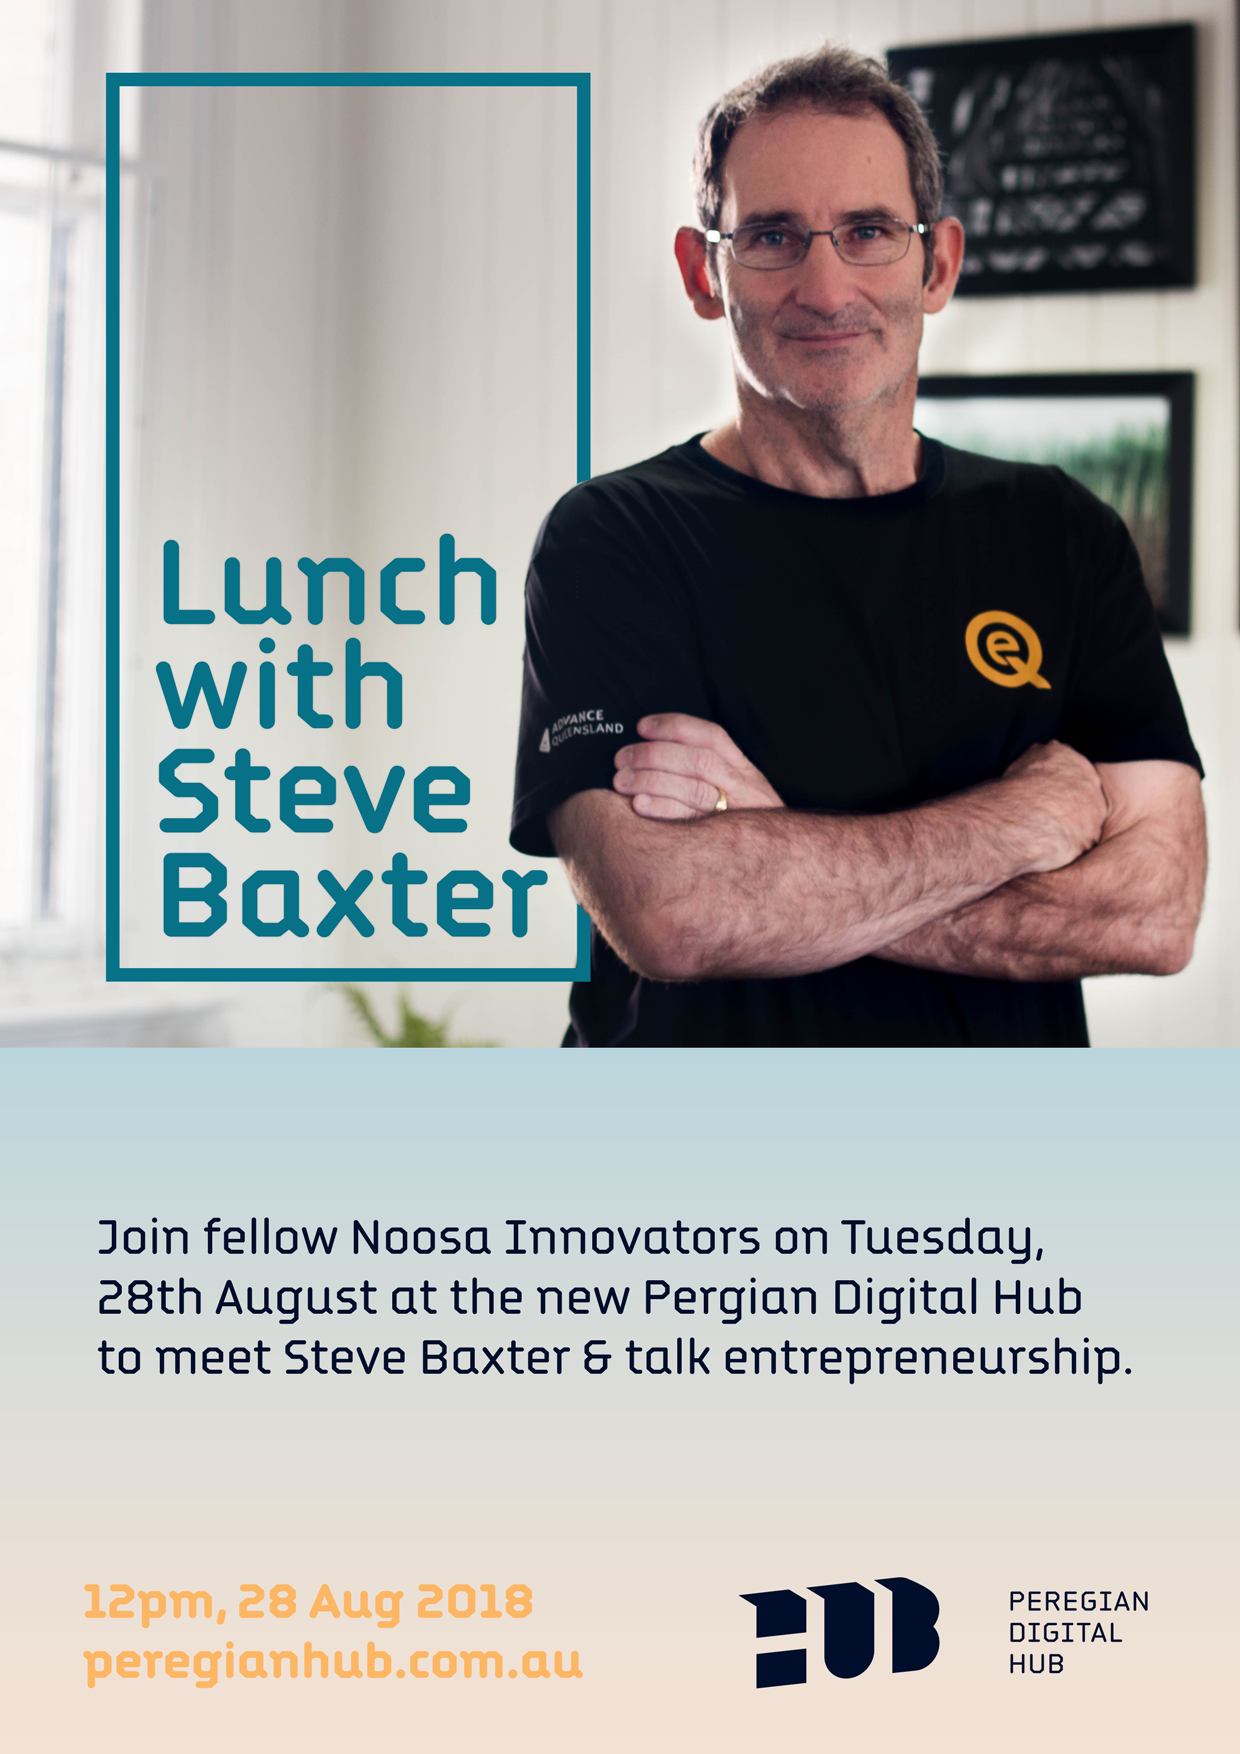 Lunch
with
Steve
Baxter
eQ
ADVANCE
QUEENSLAND
Join fellow Noosa Innovators on Tuesday,
28th August at the new Pergian Digital Hub
to meet Steve Baxter & talk entrepreneurship.
12pm, 28 Aug 2018
peregianhub.com.au
HUB
PEREGIAN
DIGITAL
HUB